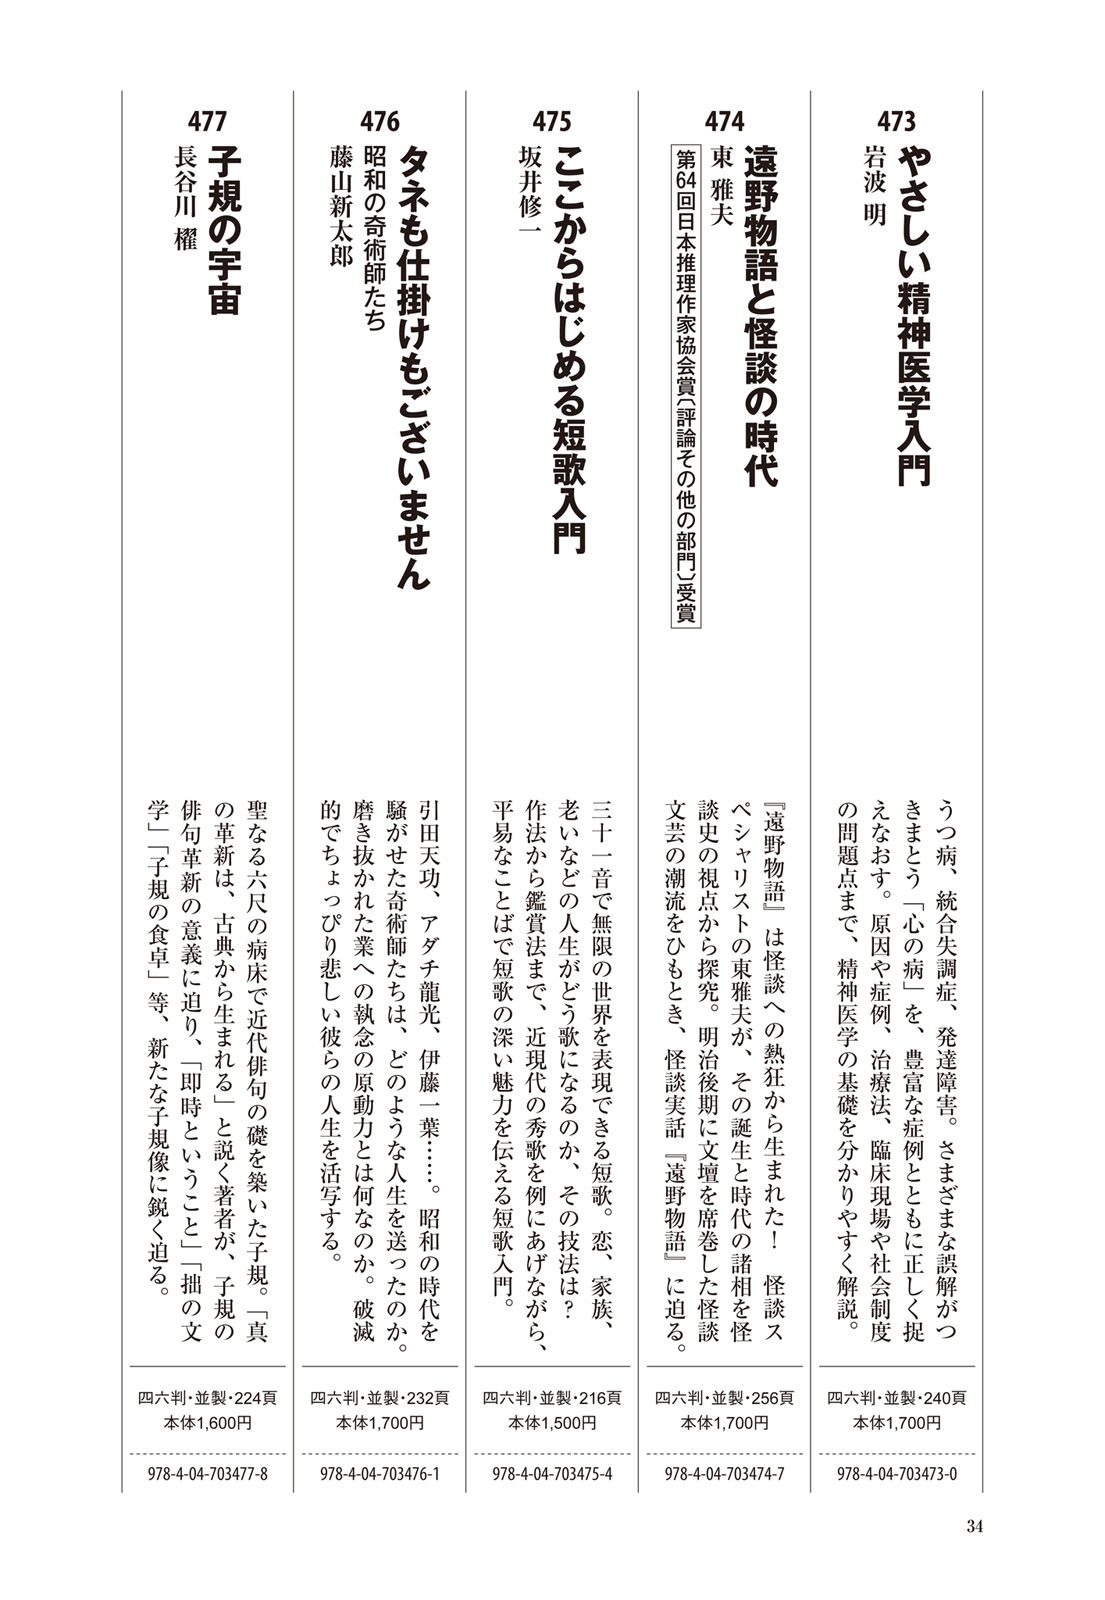 473
やさしい精神医学入門
岩波 明
うつ病、統合失調症、発達障害。さまざまな誤解がつ
きまとう「心の病」を、豊富な症例とともに正しく捉
えなおす。原因や症例、治療法、臨床現場や社会制度
の問題点まで、精神医学の基礎を分かりやすく解説。
四六判・並製・240頁
本体1,700円
978-4-04-703473-0
474
遠野物語と怪談の時代
東 雅夫
第64回日本推理作家協会賞〔評論その他の部門〕受賞
『遠野物語』は怪談への熱狂から生まれた！ 怪談ス
ペシャリストの東雅夫が、その誕生と時代の諸相を怪
談史の視点から探究。明治後期に文壇を席巻した怪談
文芸の潮流をひもとき、怪談実話『遠野物語』に迫る。
四六判・並製・256頁
本体1,700円
978-4-04-703474-7
475
ここからはじめる短歌入門
坂井修一
三十一音で無限の世界を表現できる短歌。恋、家族、
老いなどの人生がどう歌になるのか、その技法は？
作法から鑑賞法まで、近現代の秀歌を例にあげながら、
平易なことばで短歌の深い魅力を伝える短歌入門。
四六判・並製・216頁
本体1,500円
978-4-04-703475-4
476
タネも仕掛けもございません
昭和の奇術師たち
藤山新太郎
引田天功、アダチ龍光、伊藤一葉……。昭和の時代を
騒がせた奇術師たちは、どのような人生を送ったのか。
磨き抜かれた業への執念の原動力とは何なのか。破滅
的でちょっぴり悲しい彼らの人生を活写する。
四六判・並製・232頁
本体1,700円
978-4-04-703476-1
477
子規の宇宙
長谷川 櫂
聖なる六尺の病床で近代俳句の礎を築いた子規。「真
の革新は、古典から生まれる」と説く著者が、子規の
俳句革新の意義に迫り、「即時ということ」「拙の文
学」「子規の食卓」等、新たな子規像に鋭く迫る。
四六判・並製・224頁
本体1,600円
978-4-04-703477-8
34